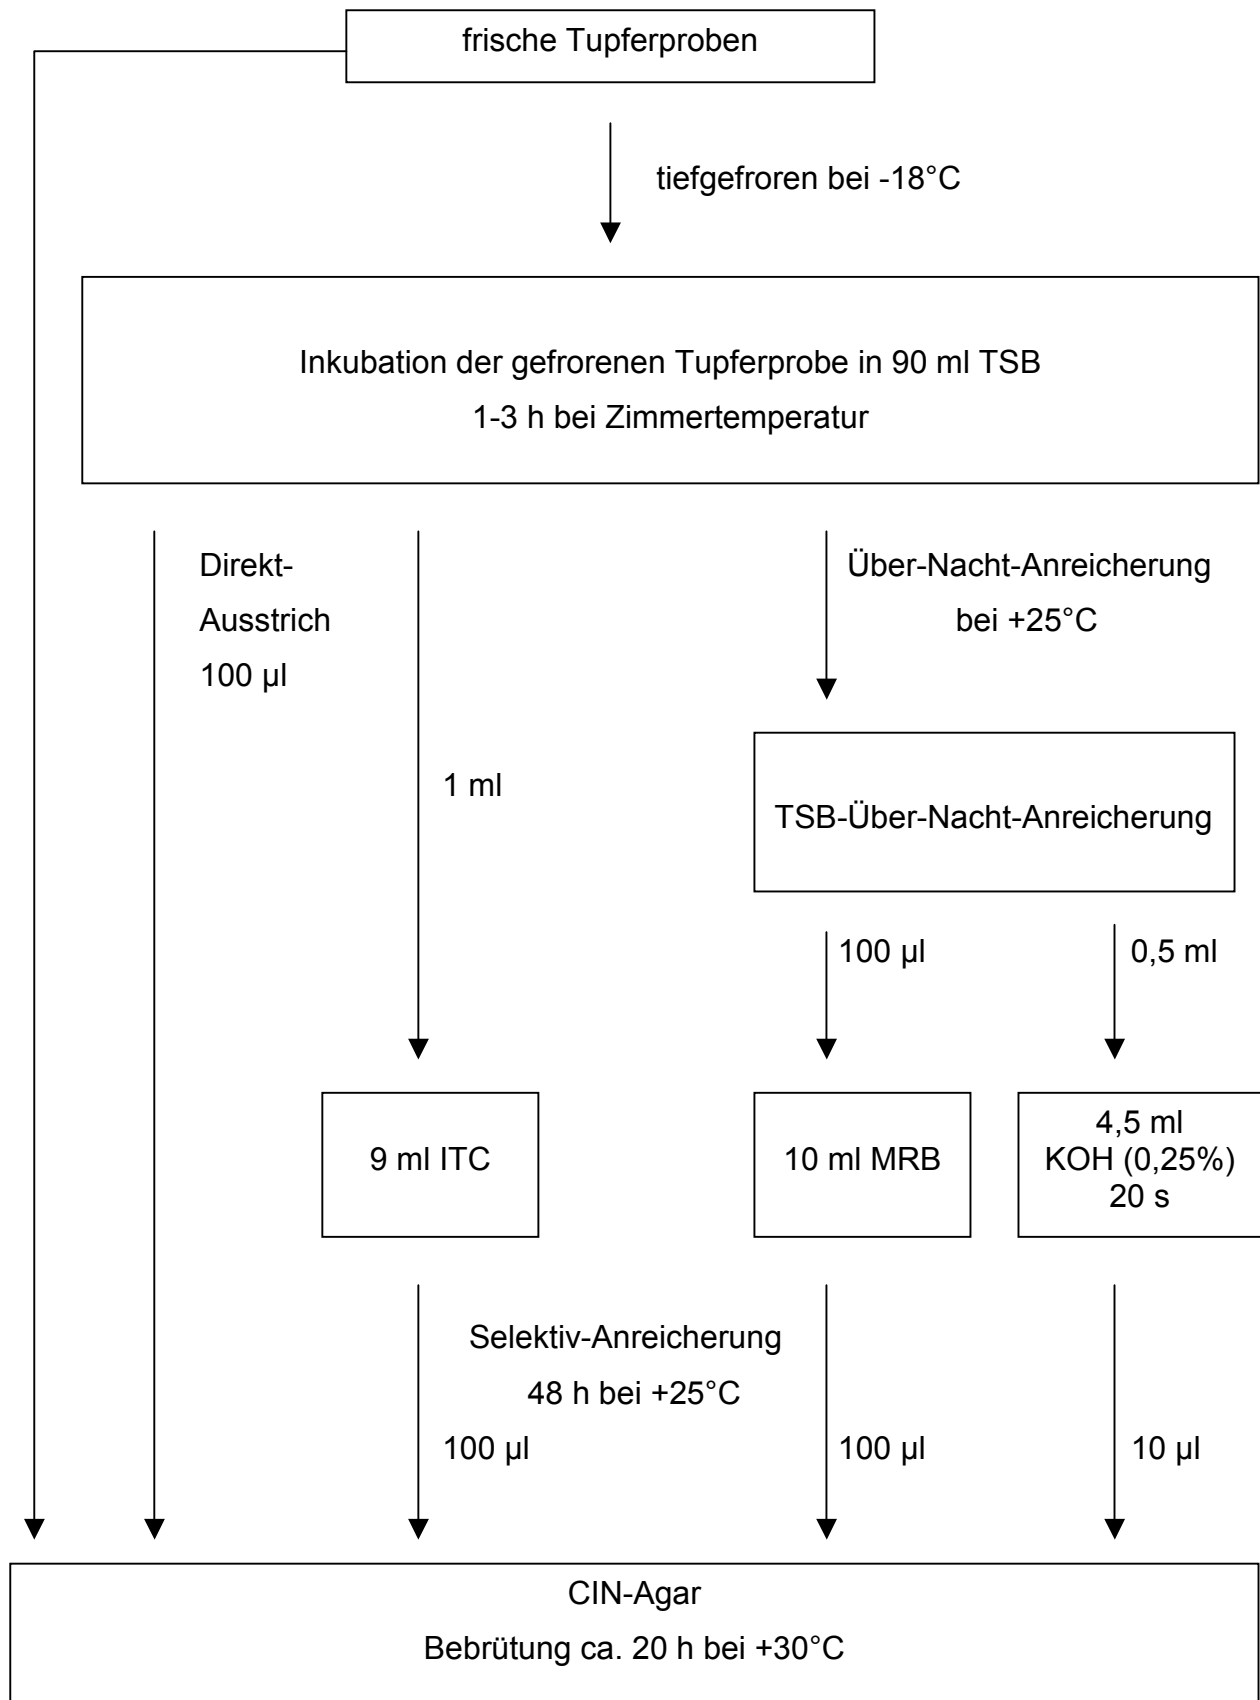 frische Tupferproben
tiefgefroren bei -18°C
Inkubation der gefrorenen Tupferprobe in 90 ml TSB
1-3 h bei Zimmertemperatur
Direkt-
Ausstrich
100 µl
1 ml
Über-Nacht-Anreicherung
bei +25°C
TSB-Über-Nacht-Anreicherung
100 µl
0,5 ml
9 ml ITC
10 ml MRB
4,5 ml
KOH (0,25%)
20 s
Selektiv-Anreicherung
48 h bei +25°C
100 µl
100 µl
10 µl
CIN-Agar
Bebrütung ca. 20 h bei +30°C